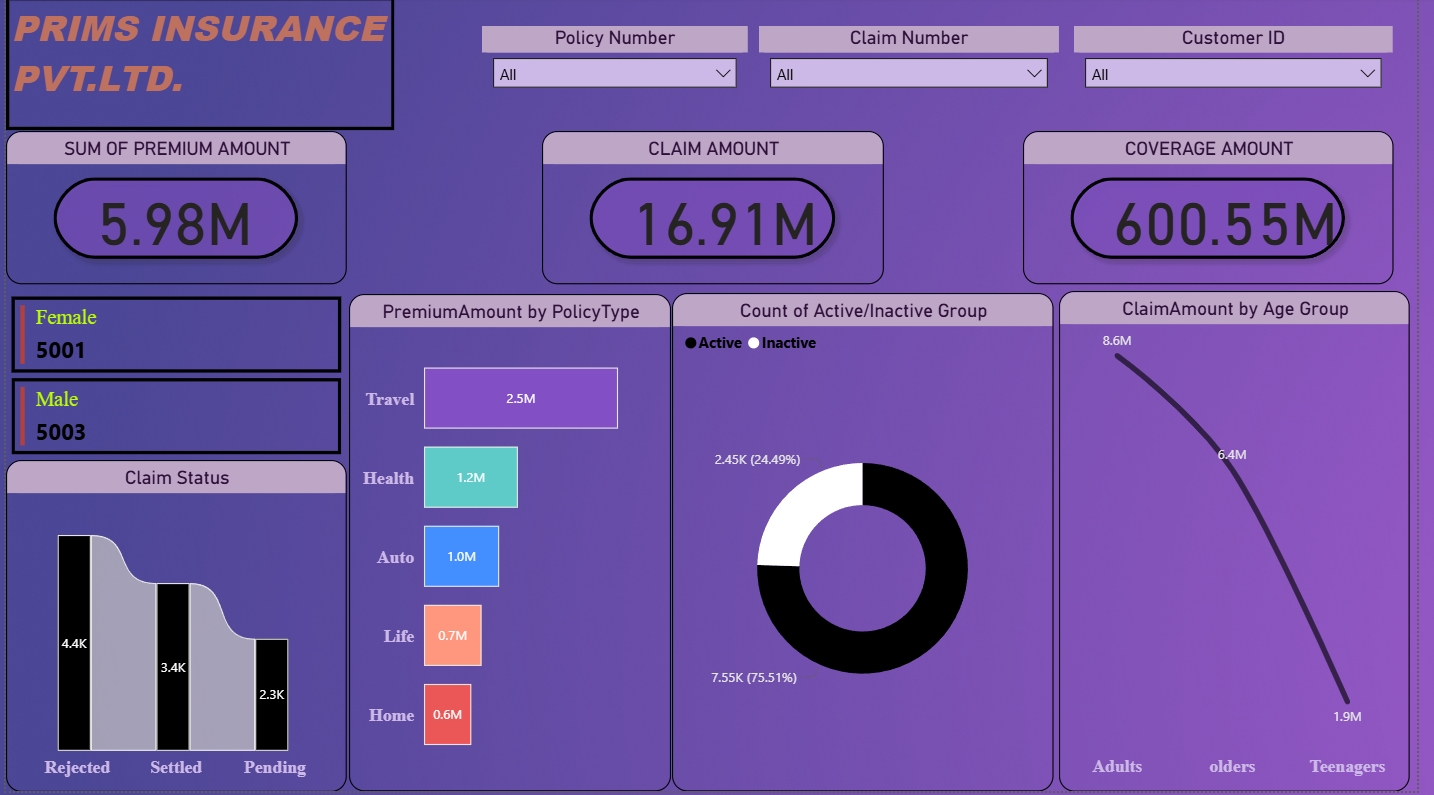 PRIMS INSURANCE
PVT.LTD.
Policy Number
All
Claim Number
All
Customer ID
All
SUM OF PREMIUM AMOUNT
5.98M
CLAIM AMOUNT
16.91M
COVERAGE AMOUNT
600.55M
Female
5001
Male
5003
Claim Status
4.4K
3.4K
2.3K
Rejected Settled Pending
PremiumAmount by PolicyType
Travel 2.5M
Health 1.2M
Auto 1.0M
Life 0.7M
Home 0.6M
Count of Active/Inactive Group
Active Inactive
2.45K (24.49%)
7.55K (75.51%)
ClaimAmount by Age Group
8.6M
6.4M
1.9M
Adults olders Teenagers